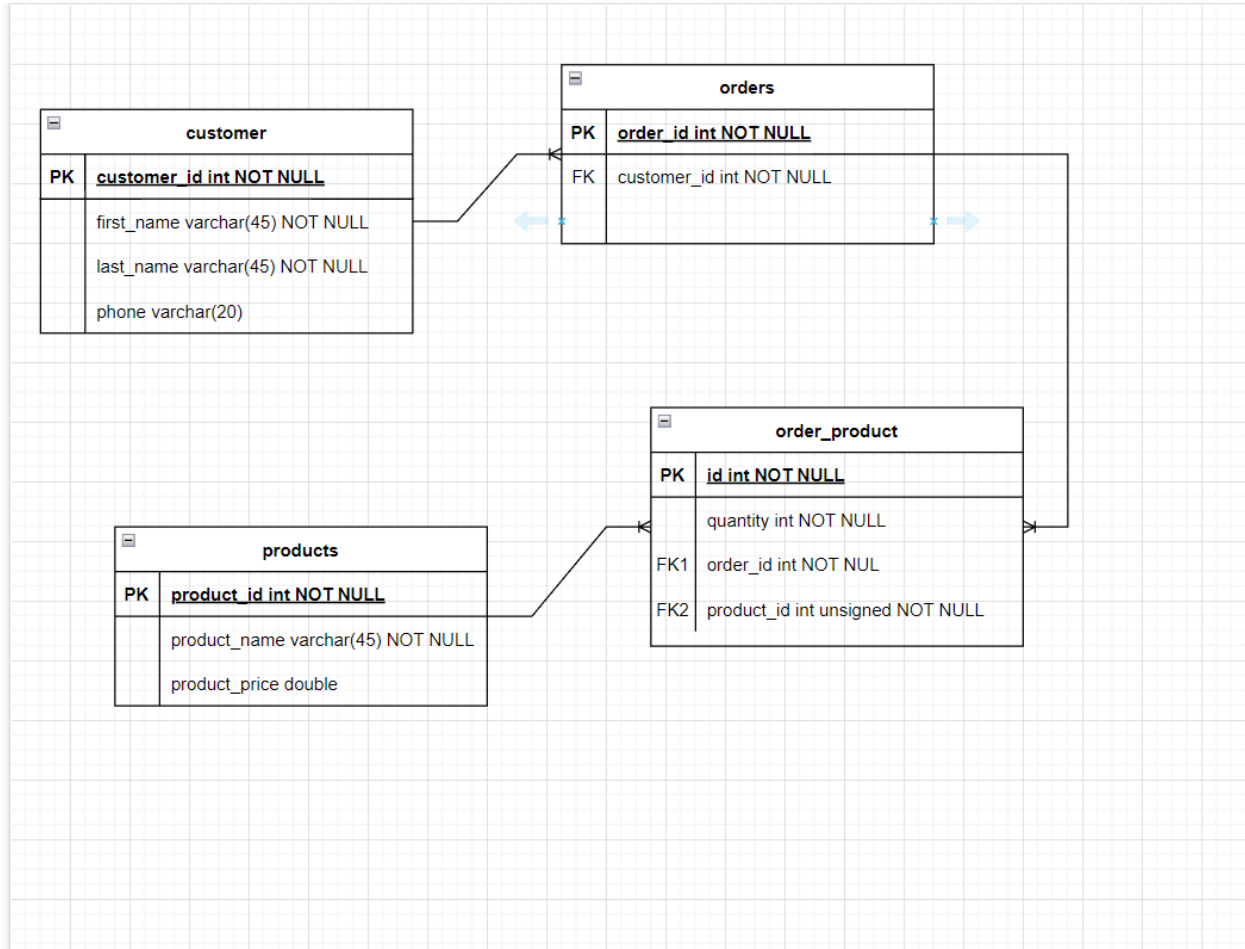 customer
PK customer_id int NOT NULL
first_name varchar(45) NOT NULL
last_name varchar(45) NOT NULL
phone varchar(20)
orders
PK order_id int NOT NULL
FK customer_id int NOT NULL
order_product
PK id int NOT NULL
quantity int NOT NULL
FK1 order_id int NOT NUL
FK2 product_id int unsigned NOT NULL
products
PK product_id int NOT NULL
product_name varchar(45) NOT NULL
product_price double